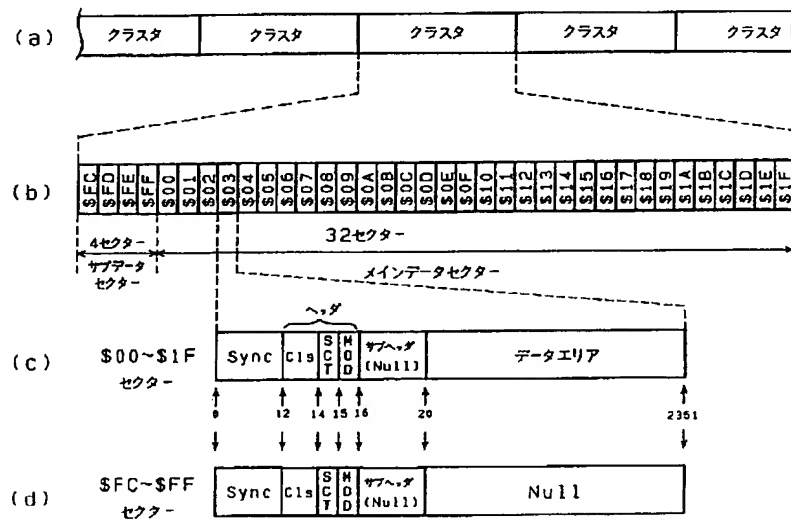 (a) クラスタ クラスタ クラスタ クラスタ クラスタ
(b) $FC $FD $FE $FF $00 $01 $02 $03 $04 $05 $06 $07 $08 $09 $0A $0B $0C $0D $0E $0F $10 $11 $12 $13 $14 $15 $16 $17 $18 $19 $1A $1B $1C $1D $1E $1F
4セクター 32セクター
サブデータ メインデータセクター
セクター
ヘッダ
(c) $00~$1F Sync Cls SCT MOD サブヘッダ データエリア
セクター (Null)
0 12 14 15 16 20 2351
(d) $FC~$FF Sync Cls SCT MOD サブヘッダ Null
セクター (Null)